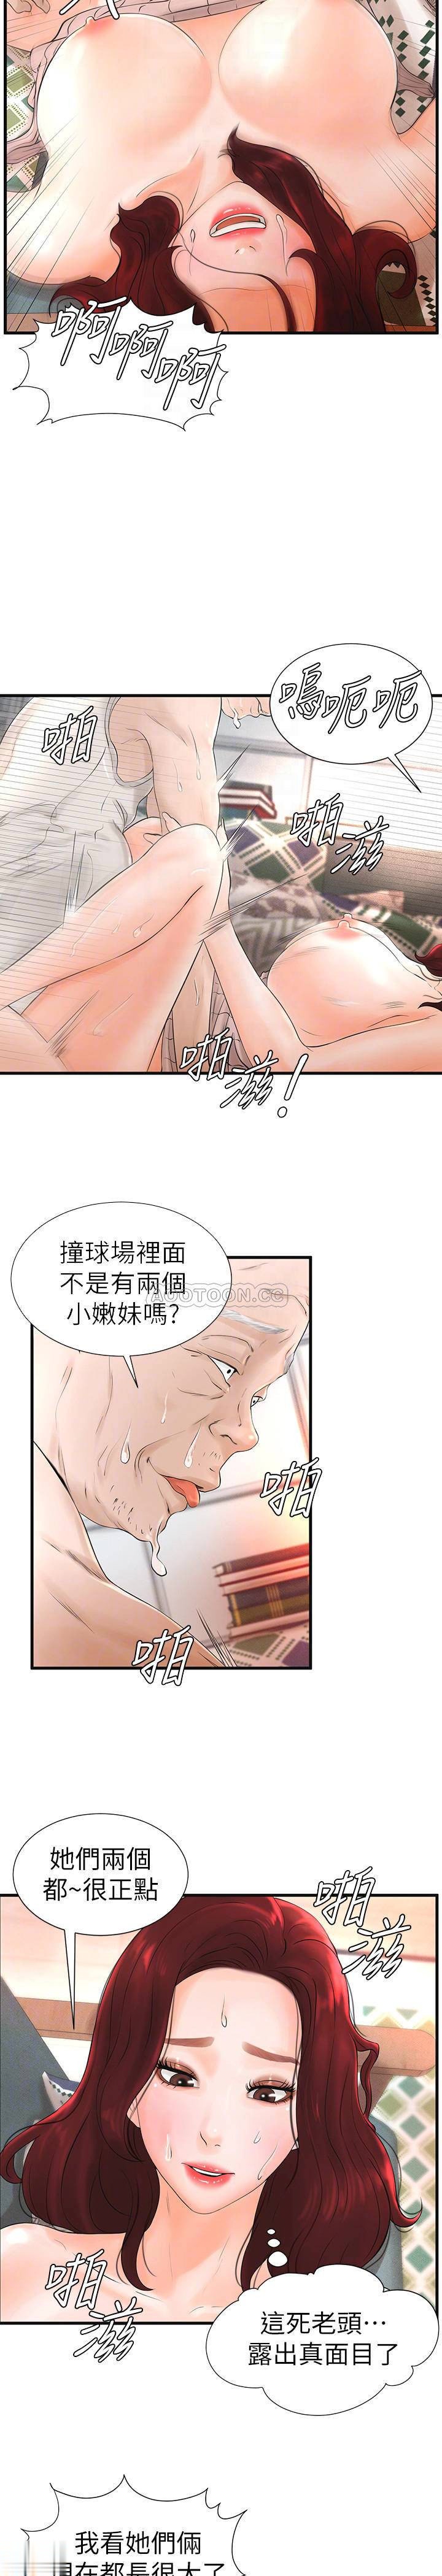 啊啊啊
嗚呃呃
啪
啪
滋
啪
滋！
撞球場裡面
不是有兩個
小嫩妹嗎?
AUOTOON.CC
啪
啪
她們兩個
都~很正點
啪
滋
啪
滋
這死老頭…
露出真面目了
我看她們倆
在都長很大了